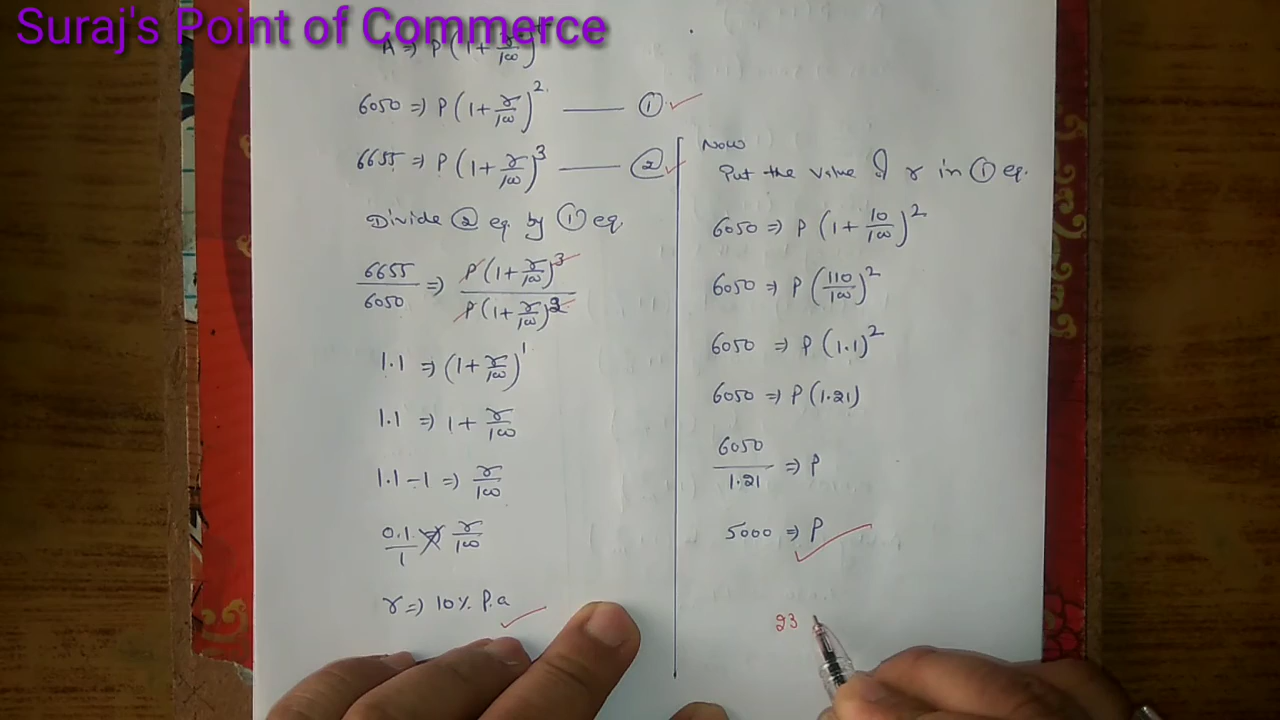 Suraj's Point of Commerce
A ⇒ P(1 + r/100)
6050 ⇒ P(1 + r/100)² —— ①
6655 ⇒ P(1 + r/100)³ —— ②
Divide ② eq. by ① eq.
6655/6050 ⇒ P(1 + r/100)³ / P(1 + r/100)²
1.1 ⇒ (1 + r/100)¹
1.1 ⇒ 1 + r/100
1.1 - 1 ⇒ r/100
0.1/1 ⇒ r/100
r ⇒ 10% P.a
Now
Put the value of r in ① eq.
6050 ⇒ P(1 + 10/100)²
6050 ⇒ P(110/100)²
6050 ⇒ P(1.1)²
6050 ⇒ P(1.21)
6050/1.21 ⇒ P
5000 ⇒ P
23